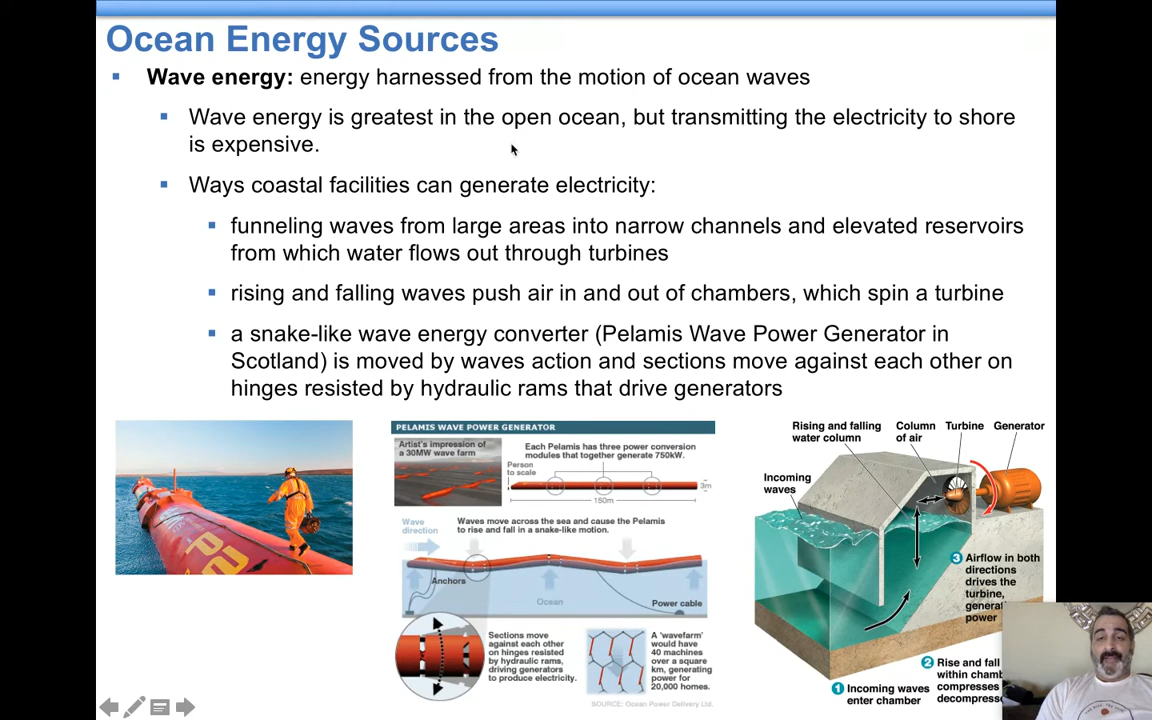 Ocean Energy Sources
Wave energy: energy harnessed from the motion of ocean waves
Wave energy is greatest in the open ocean, but transmitting the electricity to shore
is expensive.
Ways coastal facilities can generate electricity:
funneling waves from large areas into narrow channels and elevated reservoirs
from which water flows out through turbines
rising and falling waves push air in and out of chambers, which spin a turbine
a snake-like wave energy converter (Pelamis Wave Power Generator in
Scotland) is moved by waves action and sections move against each other on
hinges resisted by hydraulic rams that drive generators
P2
PELAMIS WAVE POWER GENERATOR
Artist's impression of
a 30MW wave farm
Each Pelamis has three power conversion
modules that together generate 750kW.
Person
to scale
3m
150m
Wave
direction
Waves move across the sea and cause the Pelamis
to rise and fall in a snake-like motion.
Anchors
Ocean
Power cable
Sections move
against each other
on hinges resisted
by hydraulic rams,
driving generators
to produce electricity.
A 'wavefarm'
would have
40 machines
over a square
km, generating
power for
20,000 homes.
SOURCE: Ocean Power Delivery Ltd.
Rising and falling
water column
Column
of air
Turbine
Generator
Incoming
waves
3 Airflow in both
directions
drives the
turbine,
power
2 Rise and fall
within
compresses
1 Incoming waves
enter chamber